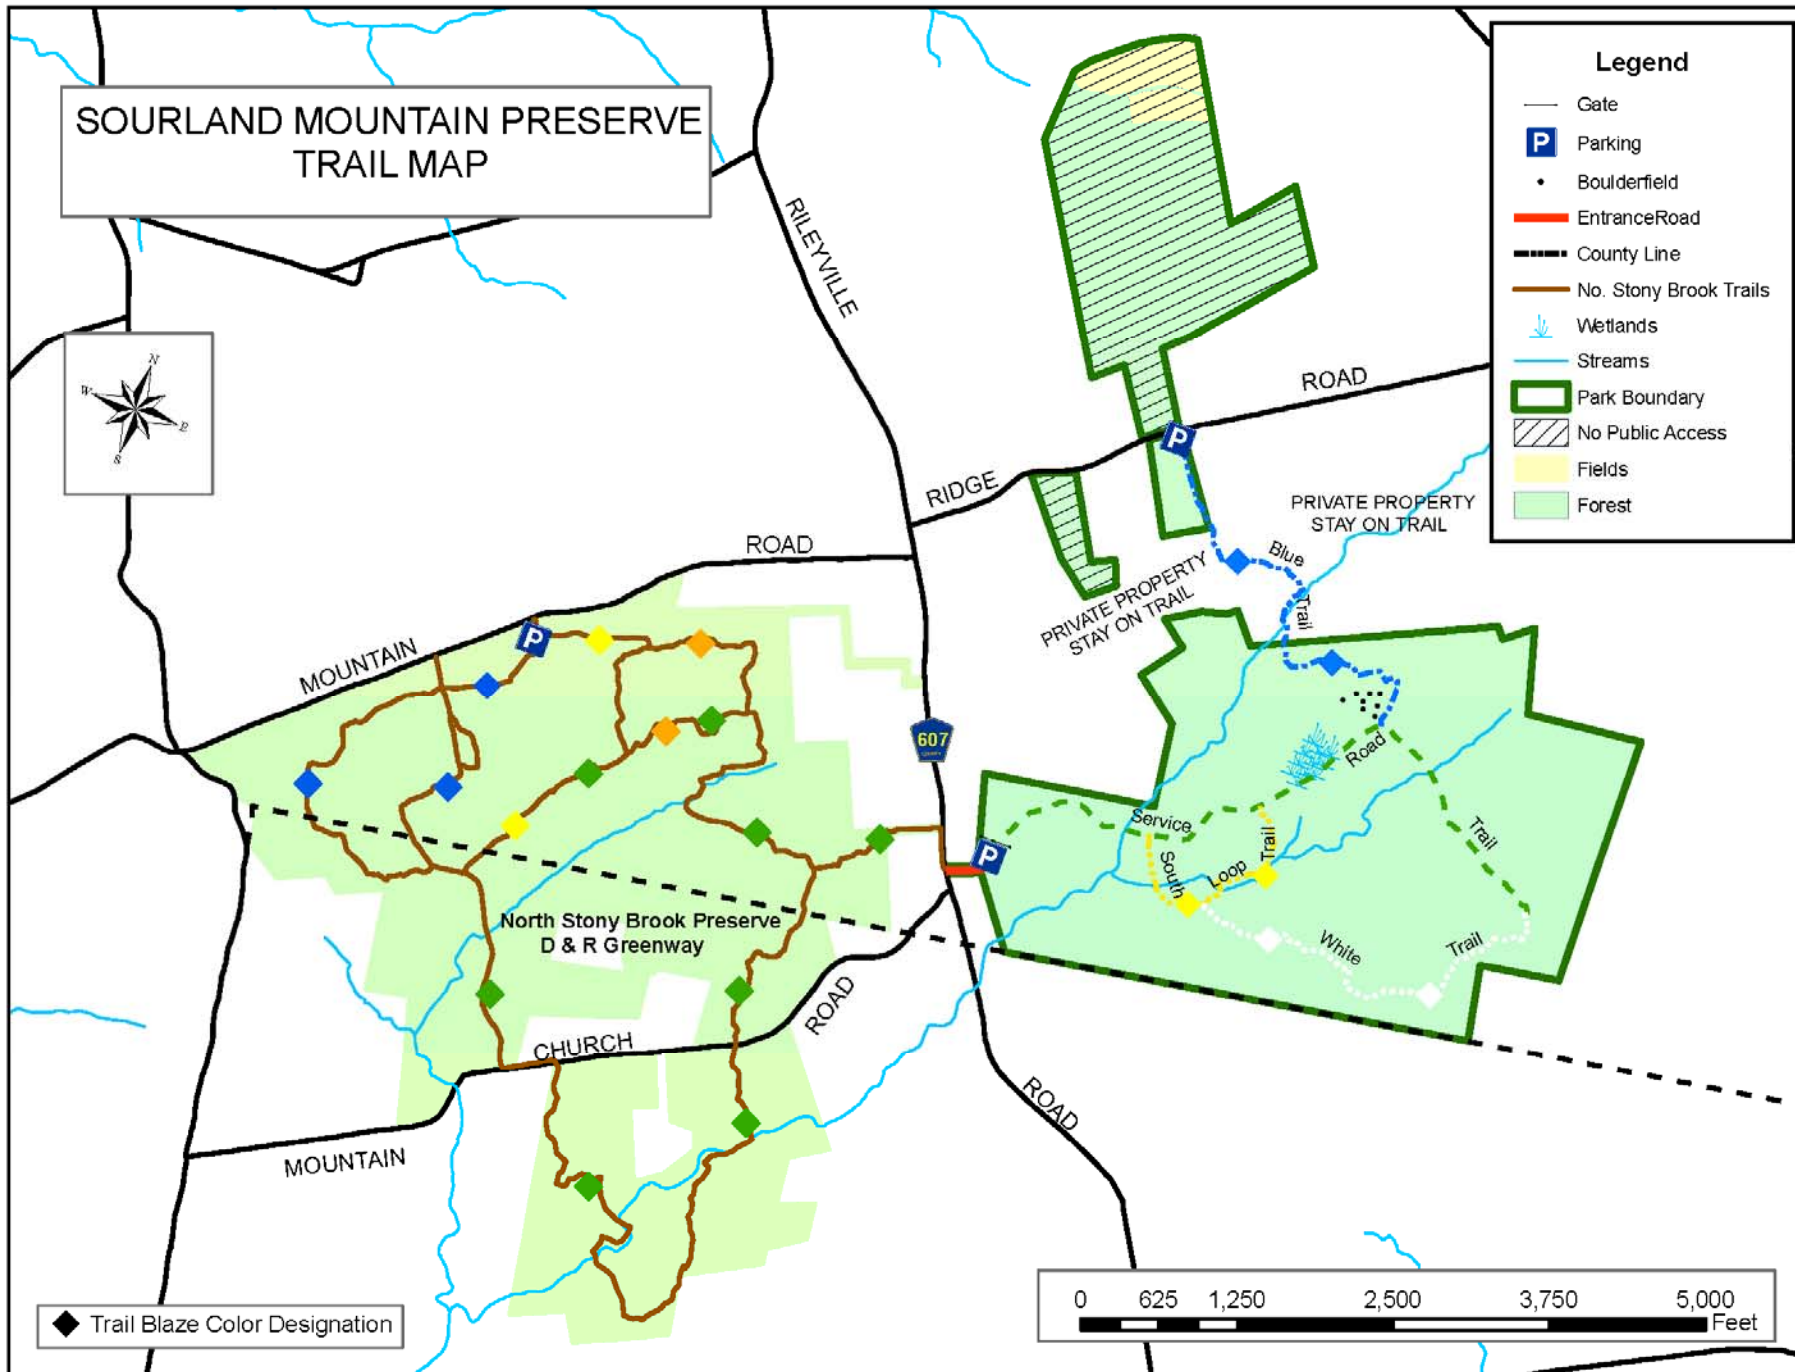 SOURLAND MOUNTAIN PRESERVE
TRAIL MAP
Legend
Gate
P
Parking
Boulderfield
EntranceRoad
County Line
No. Stony Brook Trails
Wetlands
Streams
Park Boundary
No Public Access
Fields
Forest
N
W
E
S
RILEYVILLE
ROAD
P
RIDGE
PRIVATE PROPERTY
STAY ON TRAIL
ROAD
Blue
Trail
PRIVATE PROPERTY
STAY ON TRAIL
MOUNTAIN
P
607
Road
Service
Trail
Trail
South
Loop
P
White
Trail
North Stony Brook Preserve
D & R Greenway
ROAD
CHURCH
ROAD
MOUNTAIN
0 625 1,250 2,500 3,750 5,000
Feet
Trail Blaze Color Designation